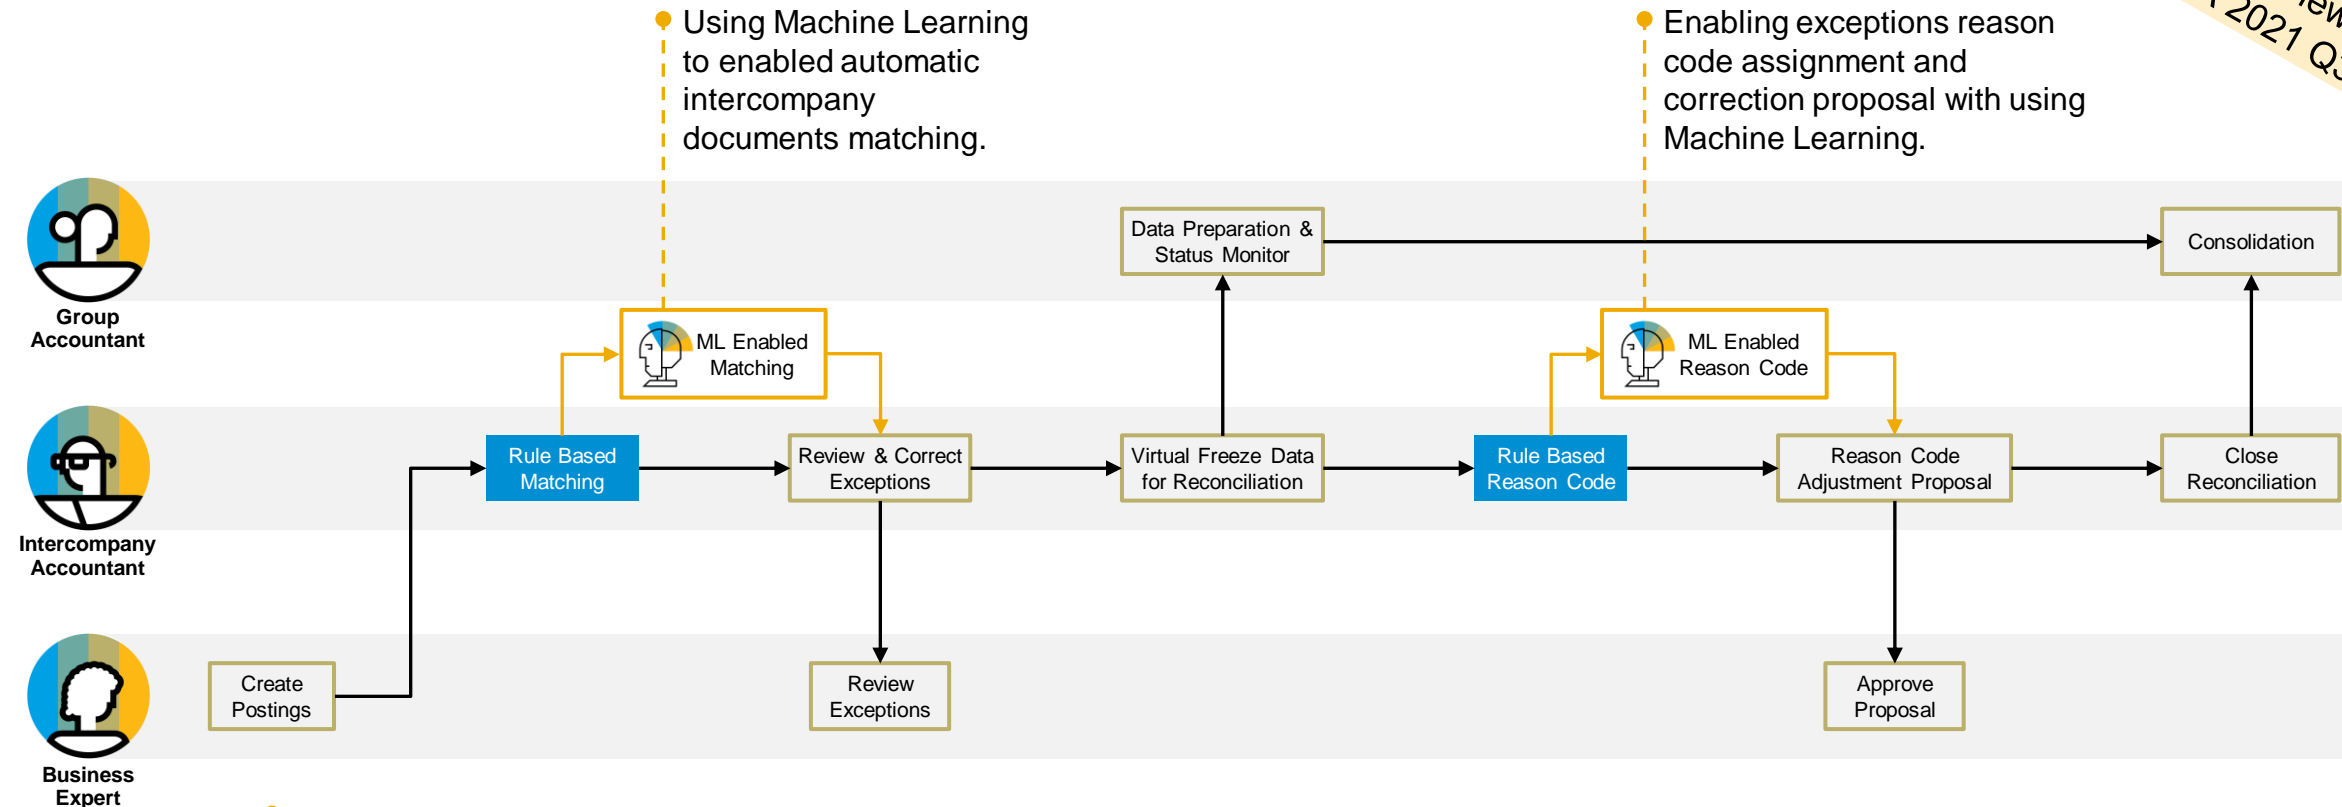 Using Machine Learning
to enabled automatic
intercompany
documents matching.
Enabling exceptions reason
code assignment and
correction proposal with using
Machine Learning.
2021
Group
Accountant
Data Preparation &
Status Monitor
Consolidation
ML Enabled
Matching
ML Enabled
Reason Code
Intercompany
Accountant
Rule Based
Matching
Review & Correct
Exceptions
Virtual Freeze Data
for Reconciliation
Rule Based
Reason Code
Reason Code
Adjustment Proposal
Close
Reconciliation
Business
Expert
Create
Postings
Review
Exceptions
Approve
Proposal